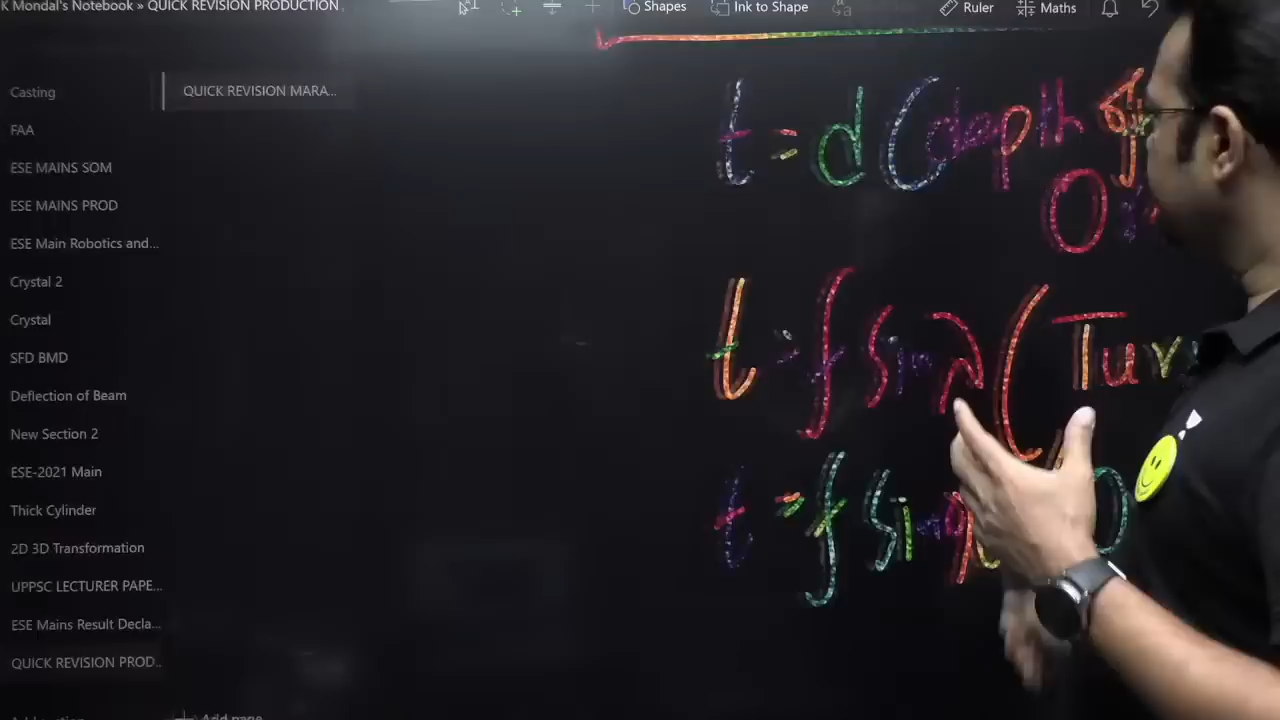 K Mondal's Notebook » QUICK REVISION PRODUCTION
Shapes
Ink to Shape
Ruler
Maths
Casting
QUICK REVISION MARA...
FAA
ESE MAINS SOM
ESE MAINS PROD
ESE Main Robotics and...
Crystal 2
Crystal
SFD BMD
Deflection of Beam
New Section 2
ESE-2021 Main
Thick Cylinder
2D 3D Transformation
UPPSC LECTURER PAPE...
ESE Mains Result Decla...
QUICK REVISION PROD...
Add page
t = d (depth of
t = f sin λ (Turn
t = f sin